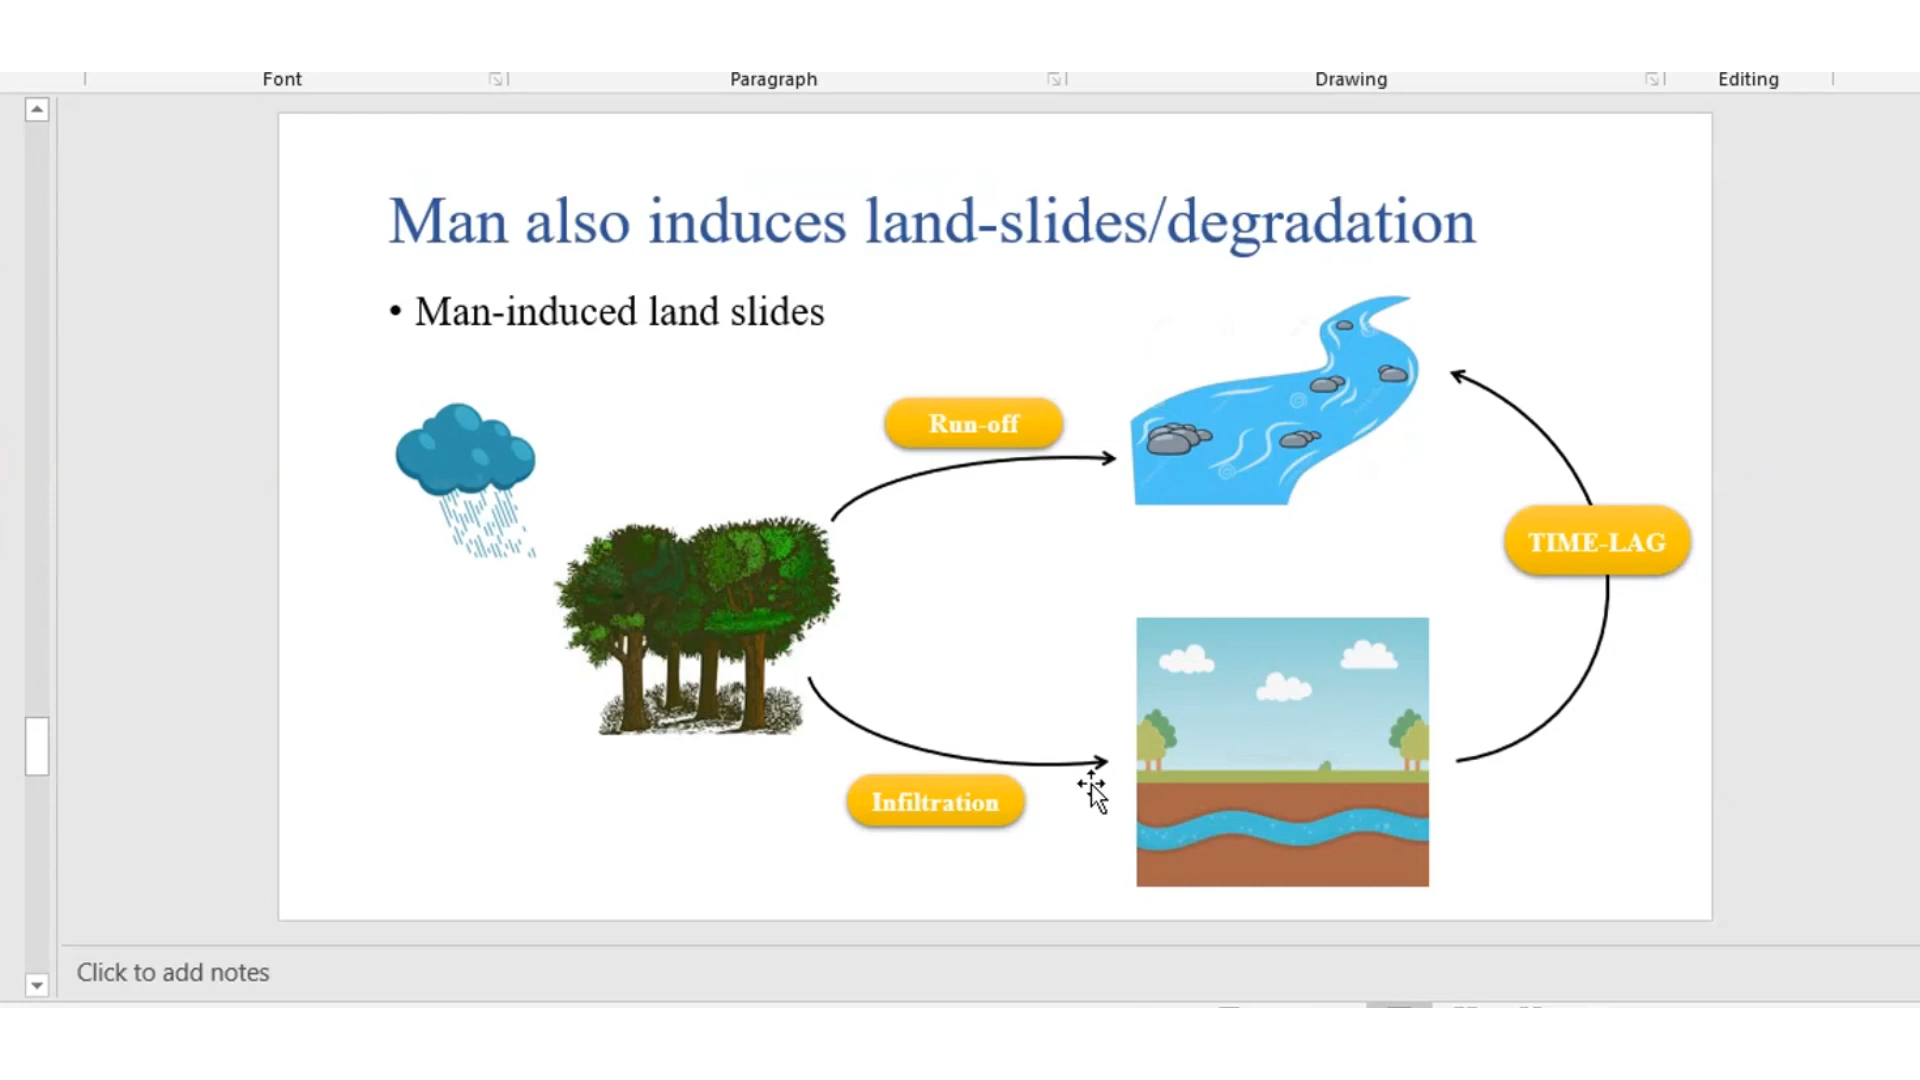 Font
Paragraph
Drawing
Editing
Man also induces land-slides/degradation
• Man-induced land slides
Run-off
TIME-LAG
Infiltration
Click to add notes